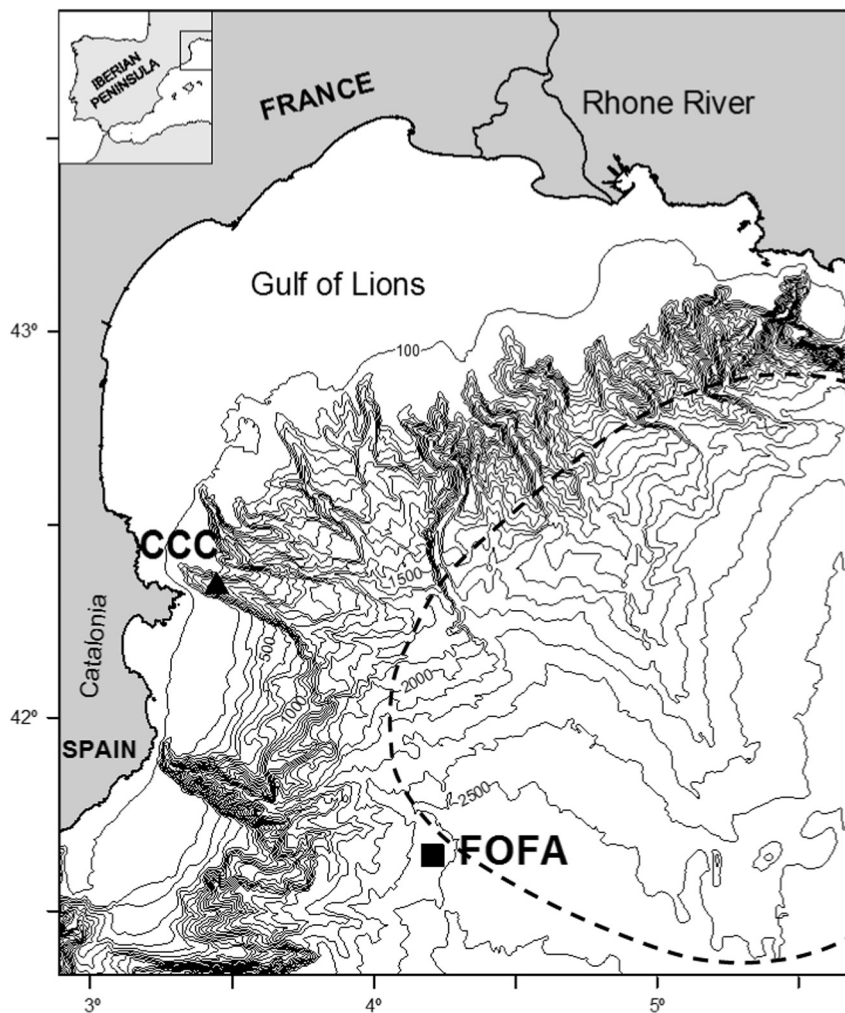 IBERIAN
PENINSULA
FRANCE
Rhone River
Gulf of Lions
43º
100
CCC
1500
Catalonia
500
2000
1000
42º
SPAIN
2500
FOFA
3º
4º
5º